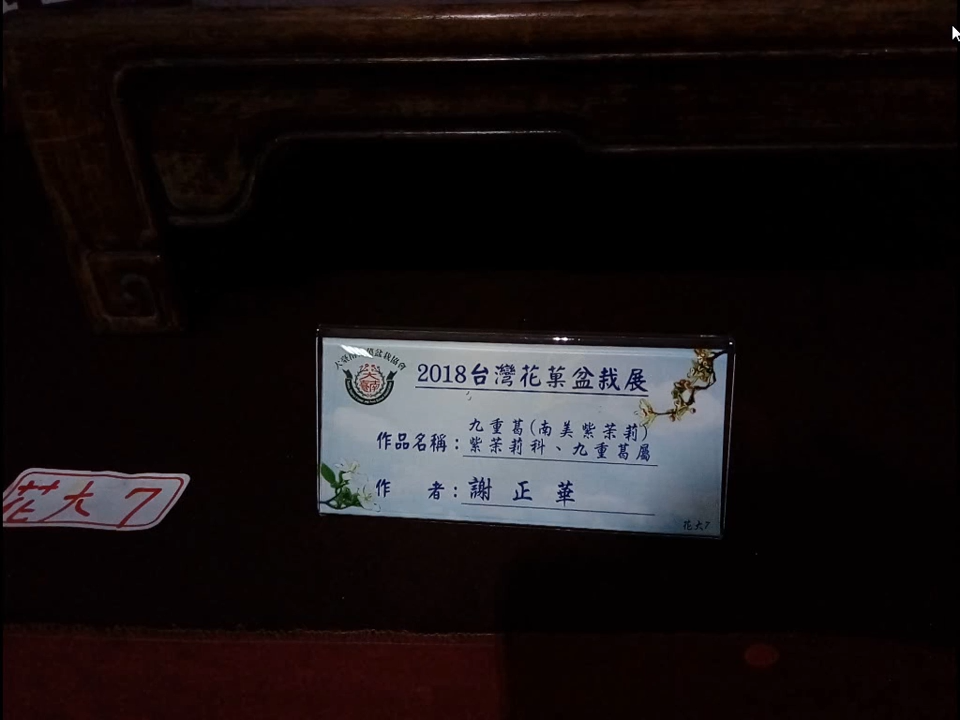 2018台灣花菓盆栽展
作品名稱：
九重葛(南美紫茉莉)
紫茉莉科、九重葛屬
作 者：謝正華
花大7
花大7